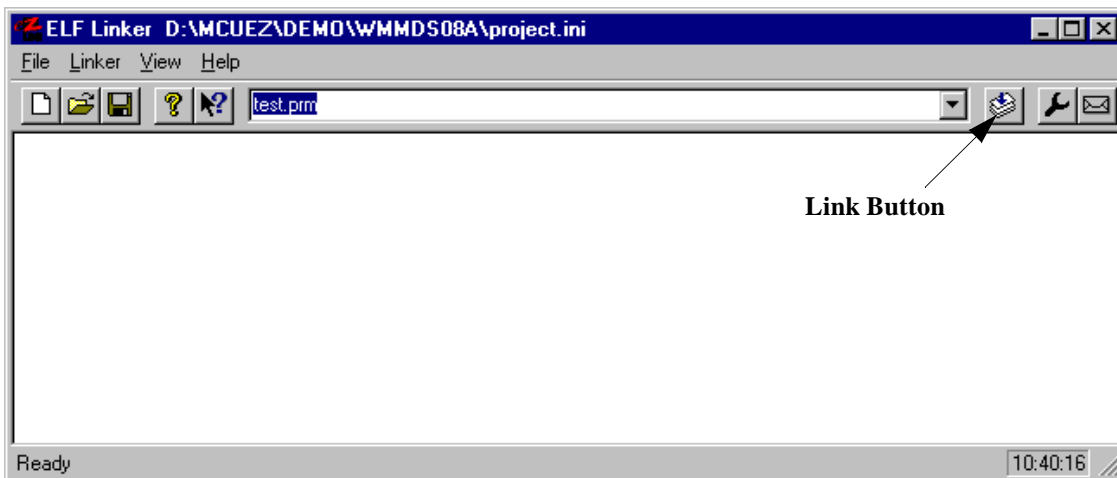 ELF Linker D:\MCUEZ\DEMO\WMMDS08A\project.ini
File Linker View Help
test.prm
Link Button
Ready 10:40:16